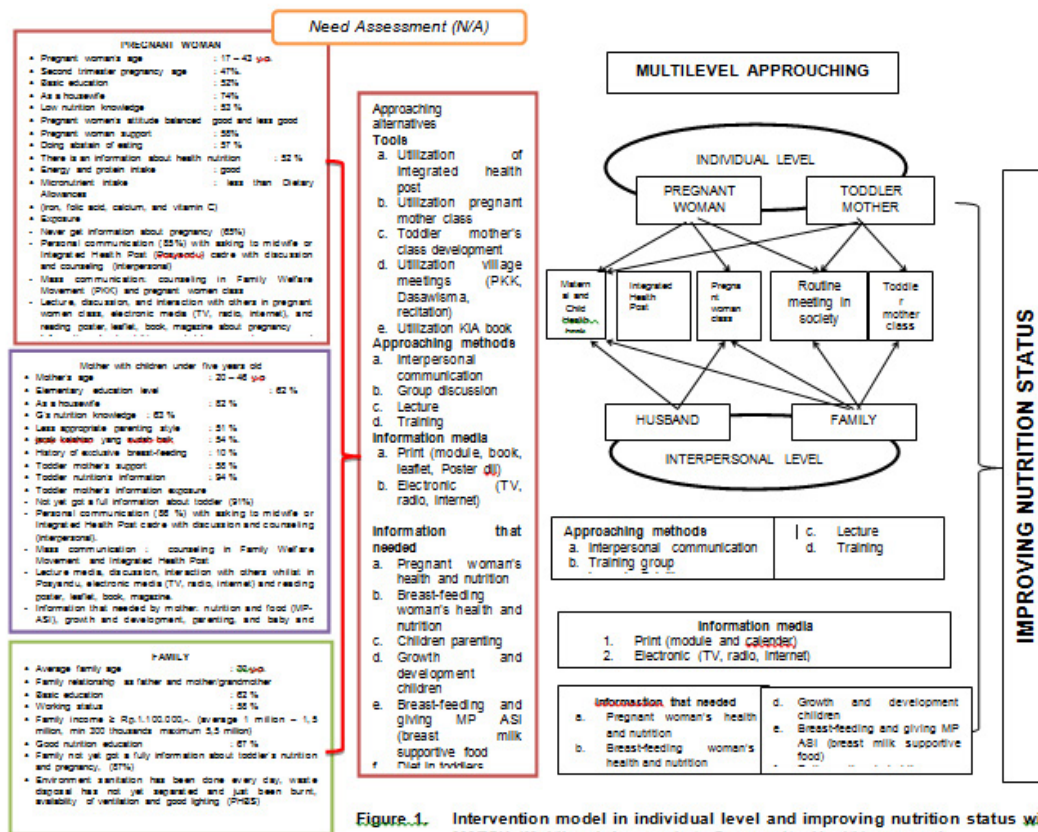 Need Assessment (N/A)
PREGNANT WOMAN
• Pregnant woman's age : 17 – 43 y.o.
• Second trimester pregnancy age : 47%.
• Basic education : 52%
• As a housewife : 74%
• Low nutrition knowledge : 53 %
• Pregnant women's attitude balanced good and less good
• Pregnant woman support : 58%
• Doing abstain of eating : 57 %
• There is an information about health nutrition : 52 %
• Energy and protein intake : good
• Micronutrient intake : less than Dietary
Allowances
• (Iron, folic acid, calcium, and vitamin C)
• Exposure
- Never get information about pregnancy (65%)
- Personal communication (85%) with asking to midwife or
Integrated Health Post (Posyandu) cadre with discussion
and counseling (interpersonal)
- Mass communication: counseling in Family Welfare
Movement (PKK) and pregnant women class
- Lecture, discussion, and interaction with others in pregnant
women class, electronic media (TV, radio, internet), and
reading poster, leaflet, book, magazine about pregnancy
Mother with children under five years old
• Mother's age : 20 – 46 y.o
• Elementary education level : 62 %
• As a housewife : 82 %
• G's nutrition knowledge : 63 %
• Less appropriate parenting style : 51 %
• jarak kelahiran yang sudah baik : 54 %.
• History of exclusive breast-feeding : 10 %
• Toddler mother's support : 58 %
• Toddler nutrition's information : 94 %
• Toddler mother's information exposure
- Not yet got a full information about toddler (91%)
- Personal communication (86 %) with asking to midwife or
Integrated Health Post cadre with discussion and counseling
(interpersonal).
- Mass communication : counseling in Family Welfare
Movement and Integrated Health Post
- Lecture media, discussion, interaction with others whilst in
Posyandu, electronic media (TV, radio, internet) and reading
poster, leaflet, book, magazine.
- Information that needed by mother: nutrition and food (MP-
ASI), growth and development, parenting, and baby and
FAMILY
• Average family age : y.o.
• Family relationship as father and mother/grandmother
• Basic education : 62 %
• Working status : 58 %
• Family income ≥ Rp.1.100.000,-. (average 1 million – 1,5
million, min 300 thousands maximum 5,5 million)
• Good nutrition education : 67 %
• Family not yet got a fully information about toddler's nutrition
and pregnancy, (87%)
• Environment sanitation has been done every day, waste
disposal has not yet separated and just been burnt,
availability of ventilation and good lighting (PHBS)
Approaching
alternatives
Tools
a. Utilization of
Integrated health
post
b. Utilization pregnant
mother class
c. Toddler mother's
class development
d. Utilization village
meetings (PKK,
Dasawisma,
recitation)
e. Utilization KIA book
Approaching methods
a. Interpersonal
communication
b. Group discussion
c. Lecture
d. Training
Information media
a. Print (module, book,
leaflet, Poster dll)
b. Electronic (TV,
radio, Internet)
Information that
needed
a. Pregnant woman's
health and nutrition
b. Breast-feeding
woman's health and
nutrition
c. Children parenting
d. Growth and
development
children
e. Breast-feeding and
giving MP ASI
(breast milk
supportive food
f. Diet in toddlers
MULTILEVEL APPROUCHING
INDIVIDUAL LEVEL
PREGNANT
WOMAN
TODDLER
MOTHER
Matern
al and
Child
Health
book
Integrated
Health
Post
Pregna
nt
woman
class
Routine
meeting in
society
Toddle
r
mother
class
HUSBAND
FAMILY
INTERPERSONAL LEVEL
Approaching methods
a. Interpersonal communication
b. Training group
c. Lecture
d. Training
Information media
1. Print (module and calender)
2. Electronic (TV, radio, Internet)
Informasstion that needed
a. Pregnant woman's health
and nutrition
b. Breast-feeding woman's
health and nutrition
d. Growth and development
children
e. Breast-feeding and giving MP
ASI (breast milk supportive
food)
IMPROVING NUTRITION STATUS
Figure 1. Intervention model in individual level and improving nutrition status wi